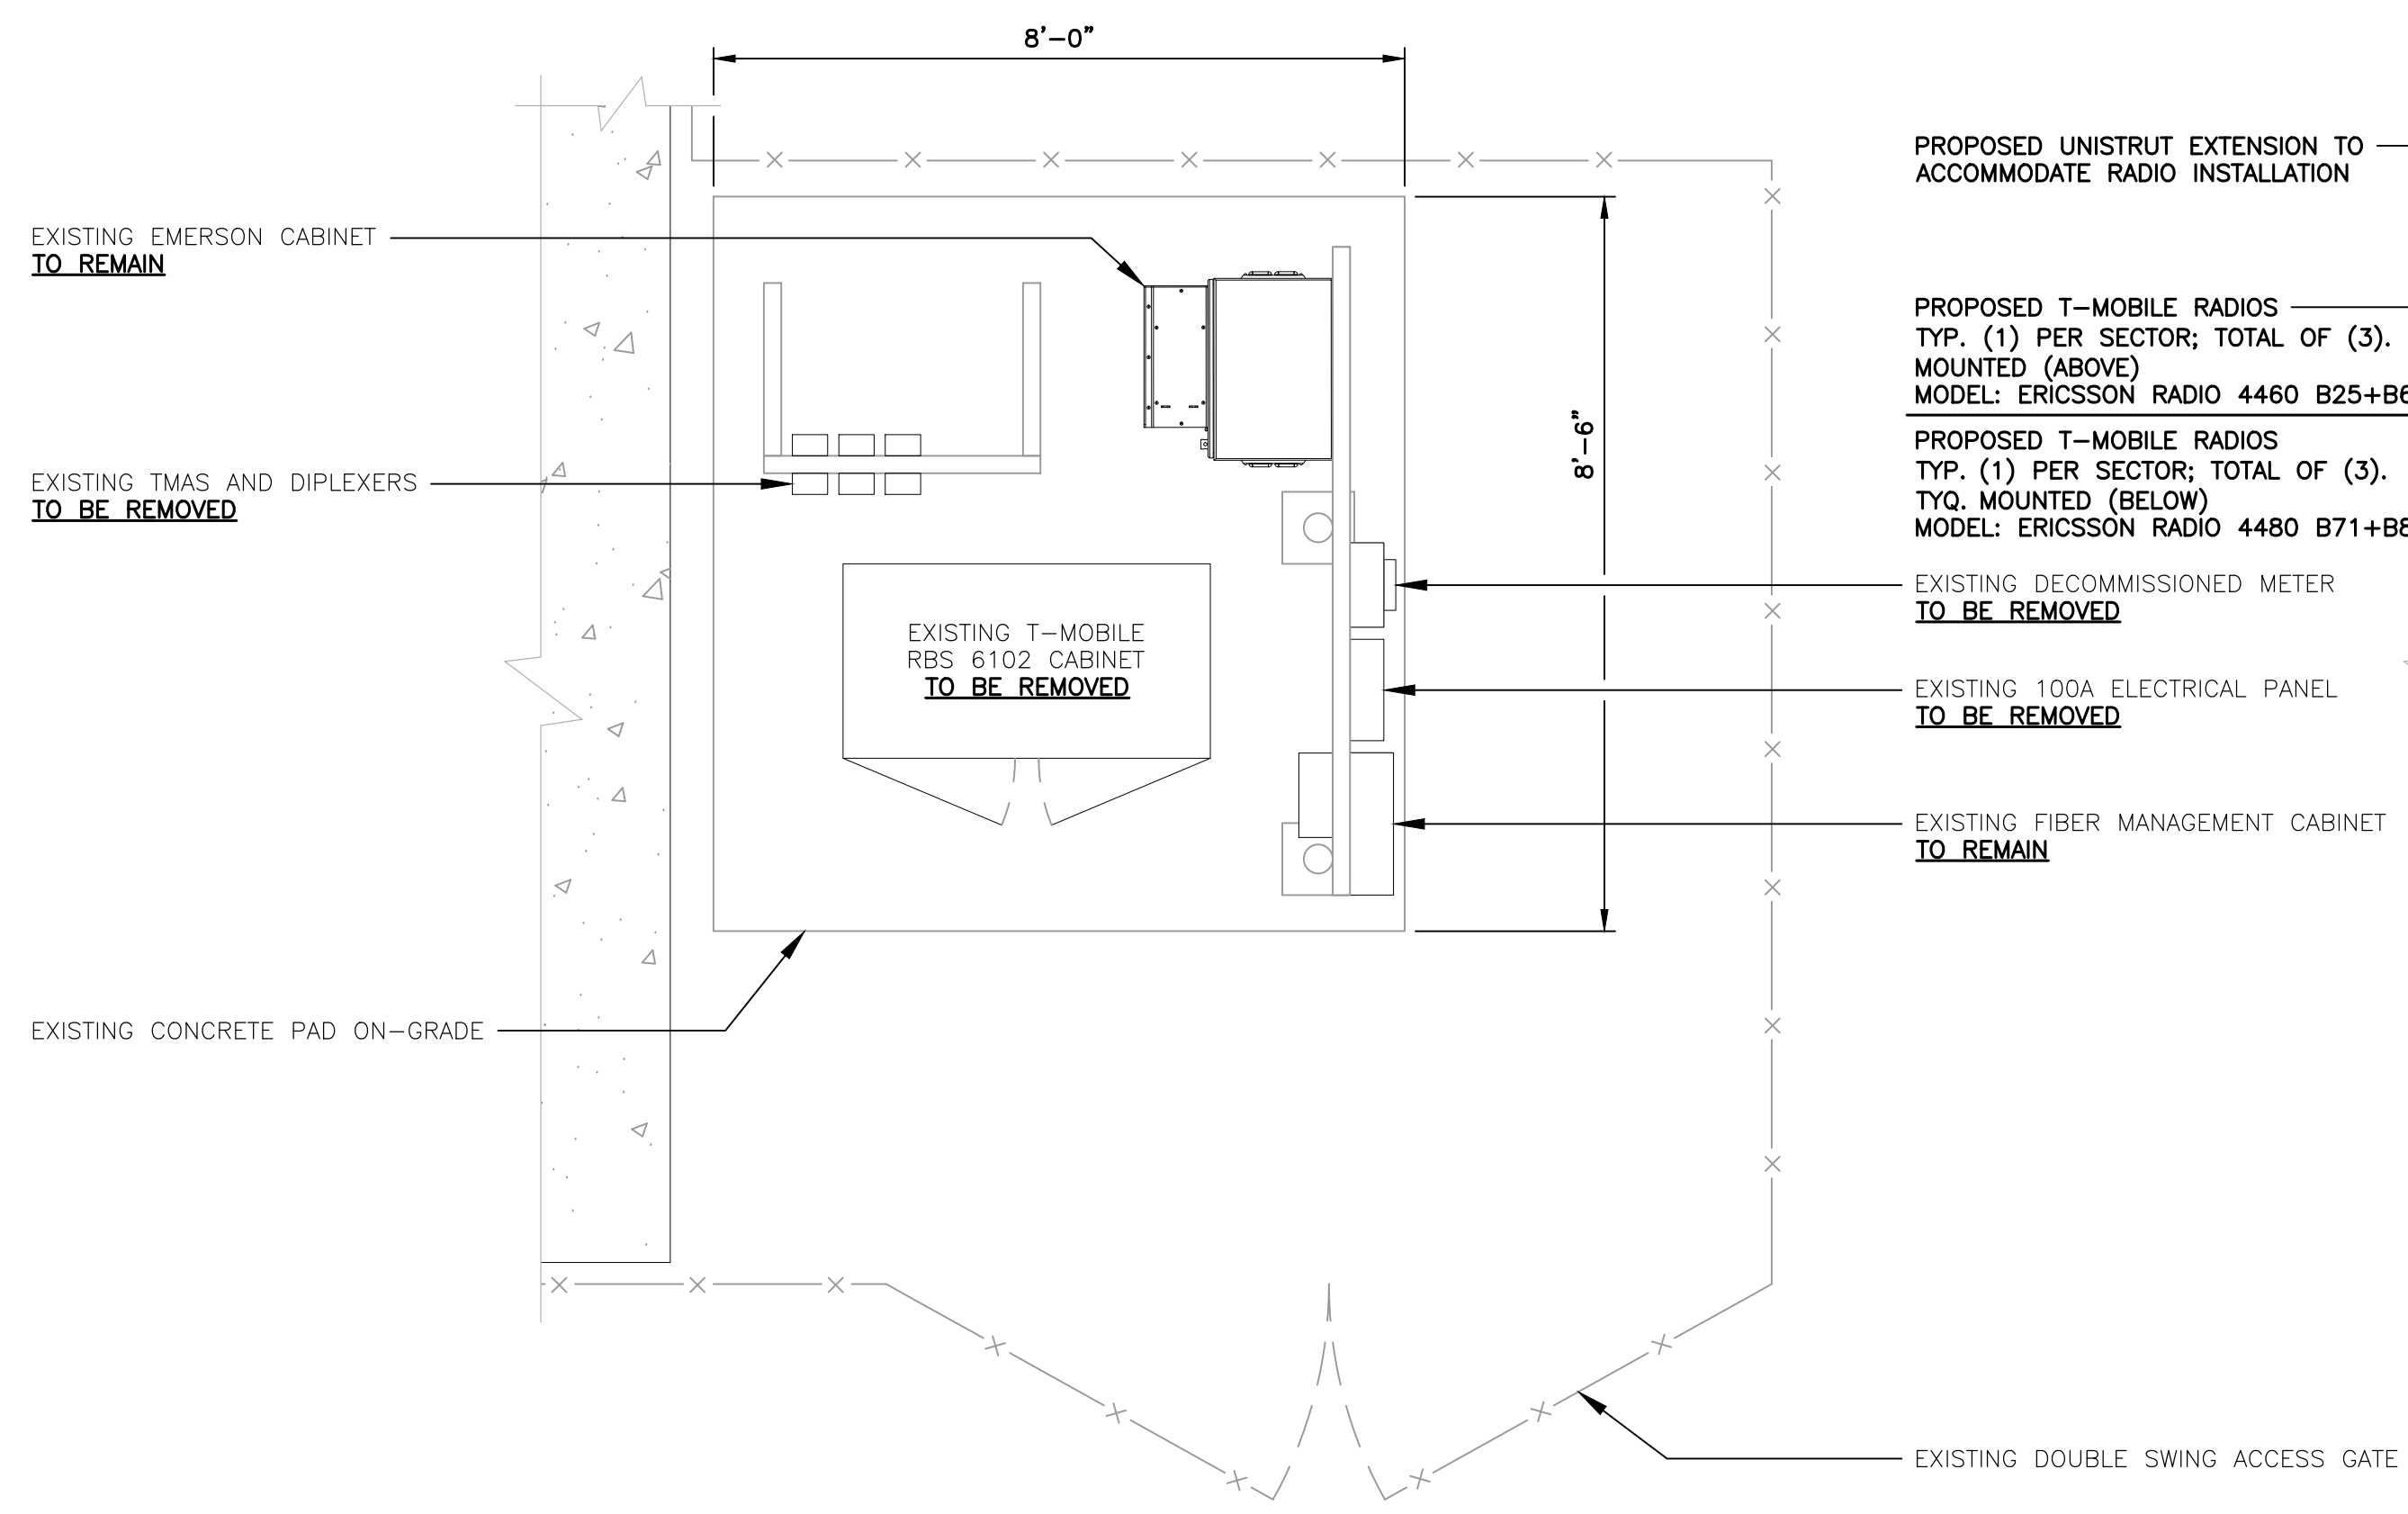 8'-0"
EXISTING EMERSON CABINET
TO REMAIN
EXISTING TMAS AND DIPLEXERS
TO BE REMOVED
EXISTING T-MOBILE
RBS 6102 CABINET
TO BE REMOVED
EXISTING CONCRETE PAD ON-GRADE
8'-6"
PROPOSED UNISTRUT EXTENSION TO
ACCOMMODATE RADIO INSTALLATION
PROPOSED T-MOBILE RADIOS
TYP. (1) PER SECTOR; TOTAL OF (3).
MOUNTED (ABOVE)
MODEL: ERICSSON RADIO 4460
PROPOSED T-MOBILE RADIOS
TYP. (1) PER SECTOR; TOTAL OF (3).
TYQ. MOUNTED (BELOW)
MODEL: ERICSSON RADIO 4480
EXISTING DECOMMISSIONED METER
TO BE REMOVED
EXISTING 100A ELECTRICAL PANEL
TO BE REMOVED
EXISTING FIBER MANAGEMENT CABINET
TO REMAIN
EXISTING DOUBLE SWING ACCESS GATE